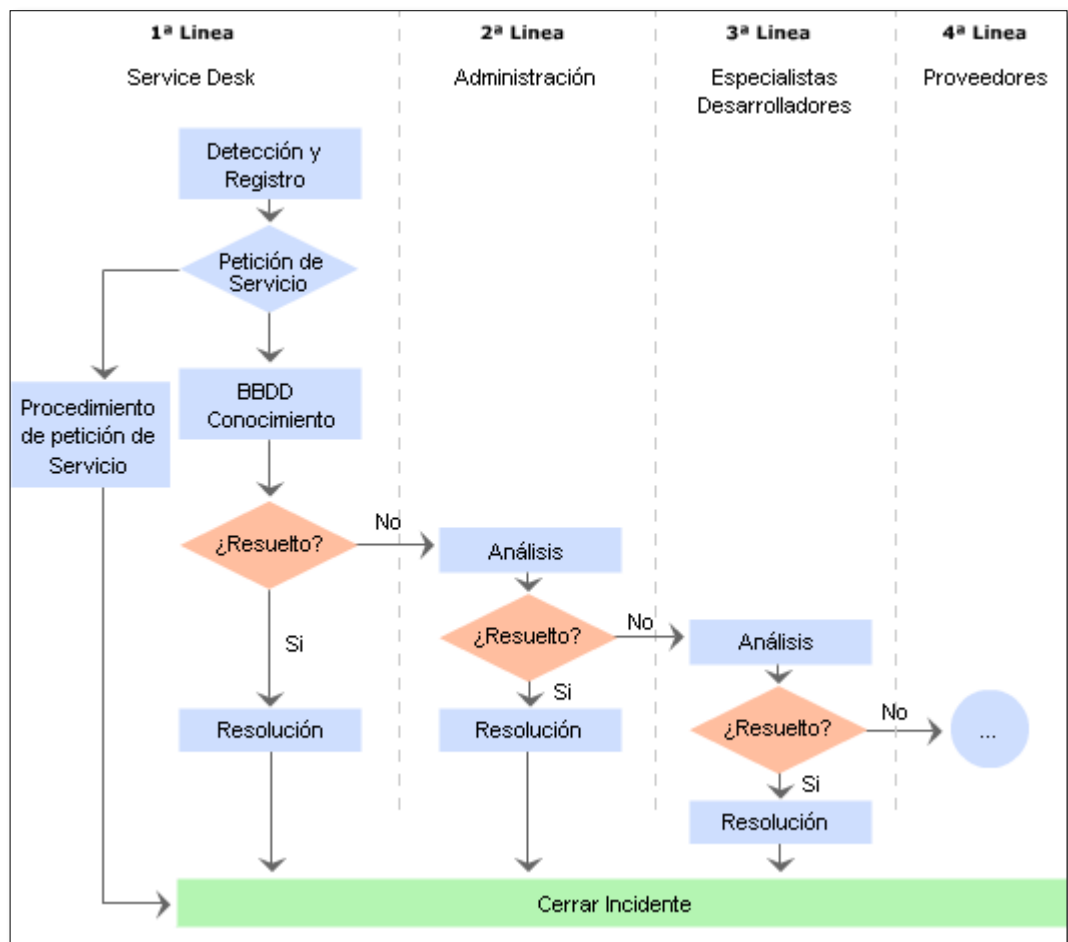 1ª Linea
2ª Linea
3ª Linea
4ª Linea
Service Desk
Administración
Especialistas
Desarrolladores
Proveedores
Detección y
Registro
Petición de
Servicio
BBDD
Conocimiento
Procedimiento
de petición de
Servicio
¿Resuelto?
No
Análisis
Si
¿Resuelto?
No
Análisis
Si
Resolución
Resolución
¿Resuelto?
No
...
Si
Resolución
Cerrar Incidente